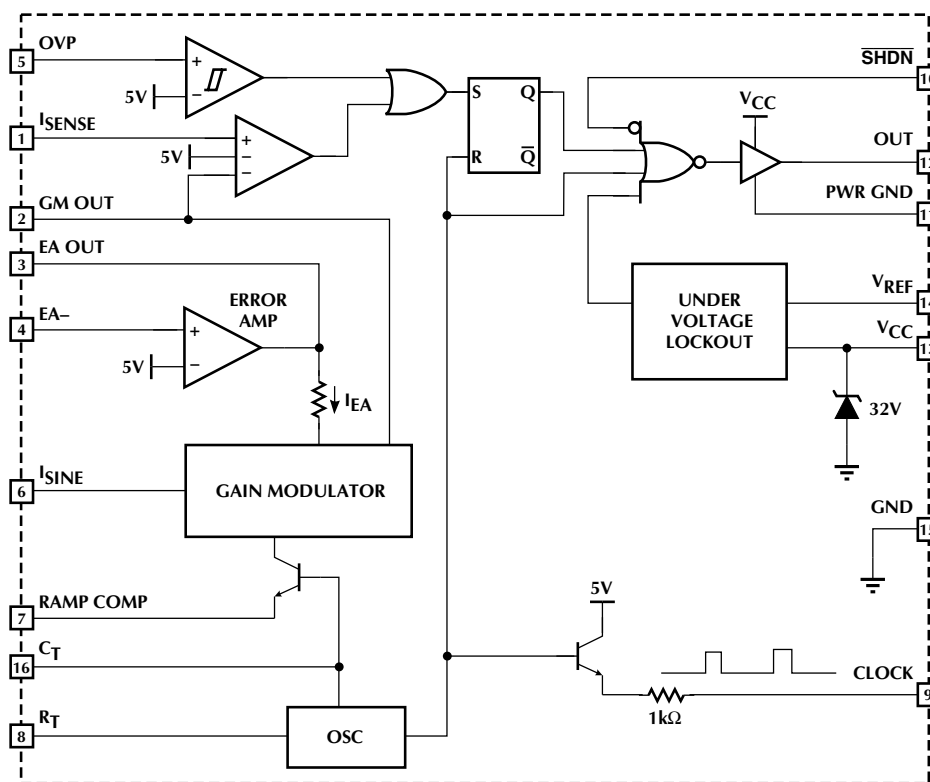 OVP
5
+
–
5V
ISENSE
1
+
–
–
5V
GM OUT
2
EA OUT
3
EA–
4
+
–
5V
ERROR
AMP
IEA
GAIN MODULATOR
ISINE
6
RAMP COMP
7
CT
16
RT
8
OSC
S Q
R Q
SHDN
10
VCC
OUT
12
PWR GND
11
UNDER
VOLTAGE
LOCKOUT
VREF
14
VCC
13
32V
GND
15
5V
CLOCK
9
1kΩ